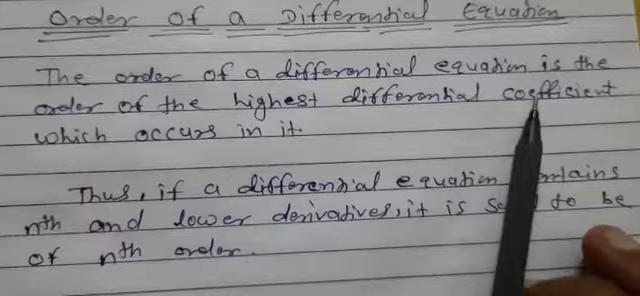 Order of a Differential Equation
The order of a differential equation is the
order of the highest differential coefficient
which occurs in it.
Thus, if a differential equation
nth and lower derivatives, it is to be
of nth order.